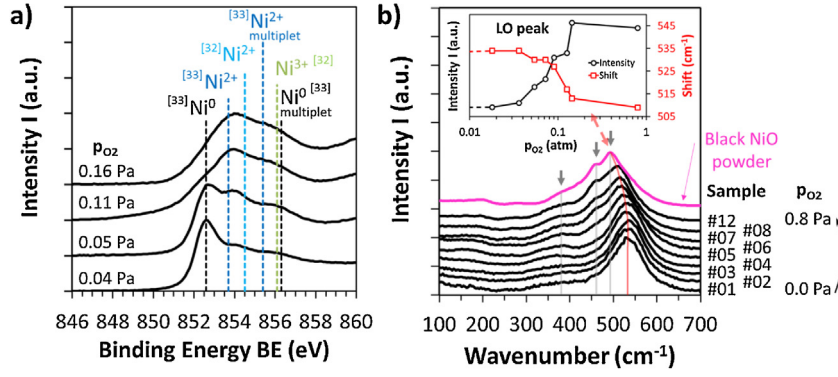 a)
[33]Ni2+
multiplet
[32]Ni2+
[33]Ni2+
Ni3+ [32]
[33]Ni0
Ni0 [33]
multiplet
pO2
0.16 Pa
0.11 Pa
0.05 Pa
0.04 Pa
Intensity I (a.u.)
846 848 850 852 854 856 858 860
Binding Energy BE (eV)
b)
LO peak
Intensity
Shift
Intensity I (a.u.)
545
535
525
515
505
Shift (cm-1)
0.01 0.1 1
pO2 (atm)
Black NiO
powder
Sample pO2
#12 0.8 Pa
#08
#07
#06
#05
#04
#03
#02
#01 0.0 Pa
Intensity I (a.u.)
100 200 300 400 500 600 700
Wavenumber (cm-1)